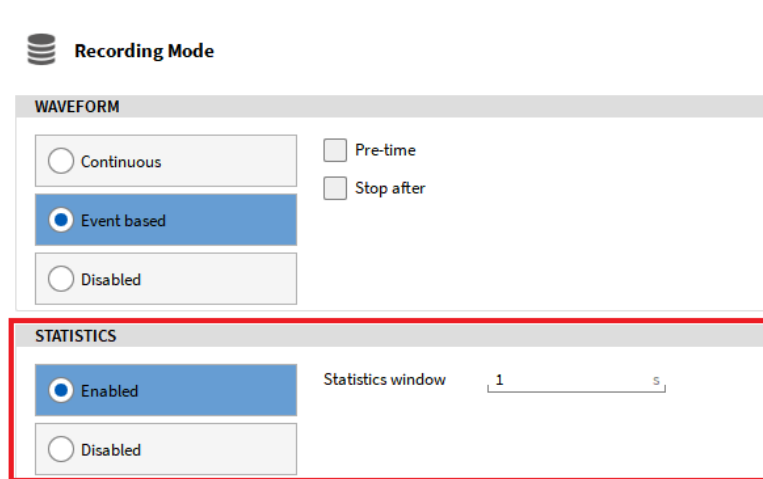 Recording Mode
WAVEFORM
Continuous
Pre-time
Stop after
Event based
Disabled
STATISTICS
Enabled
Statistics window 1 s
Disabled